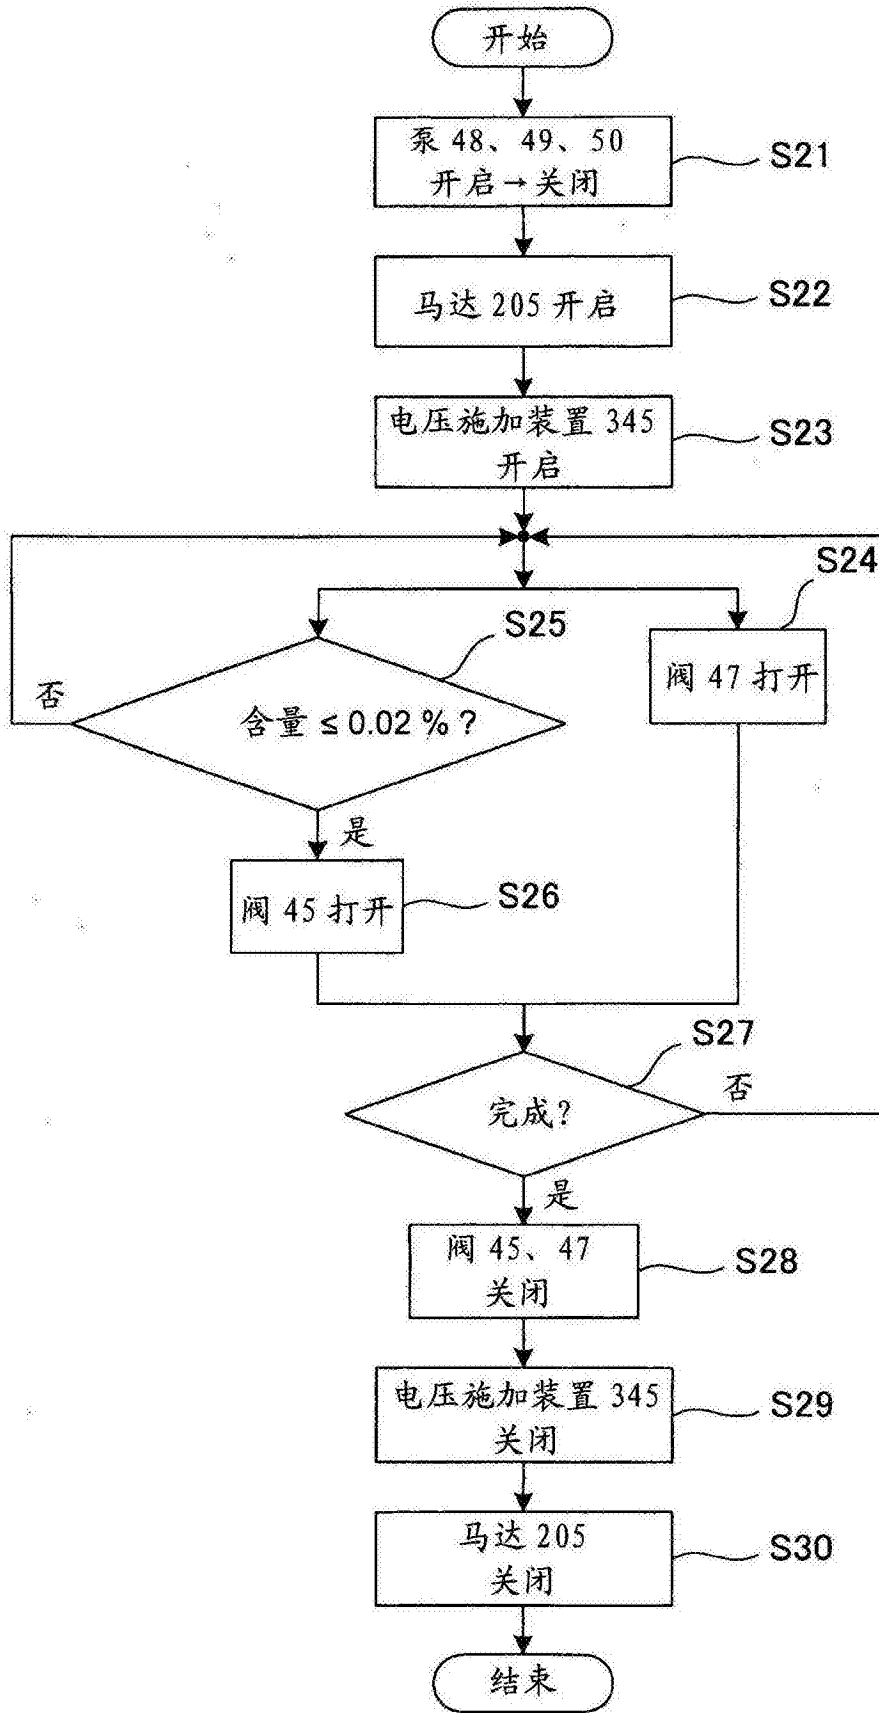 开始
泵 48、49、50
开启→关闭
S21
马达 205 开启
S22
电压施加装置 345
开启
S23
S24
阀 47 打开
S25
含量 ≤ 0.02 % ?
否
是
阀 45 打开
S26
S27
完成?
否
是
阀 45、47
关闭
S28
电压施加装置 345
关闭
S29
马达 205
关闭
S30
结束